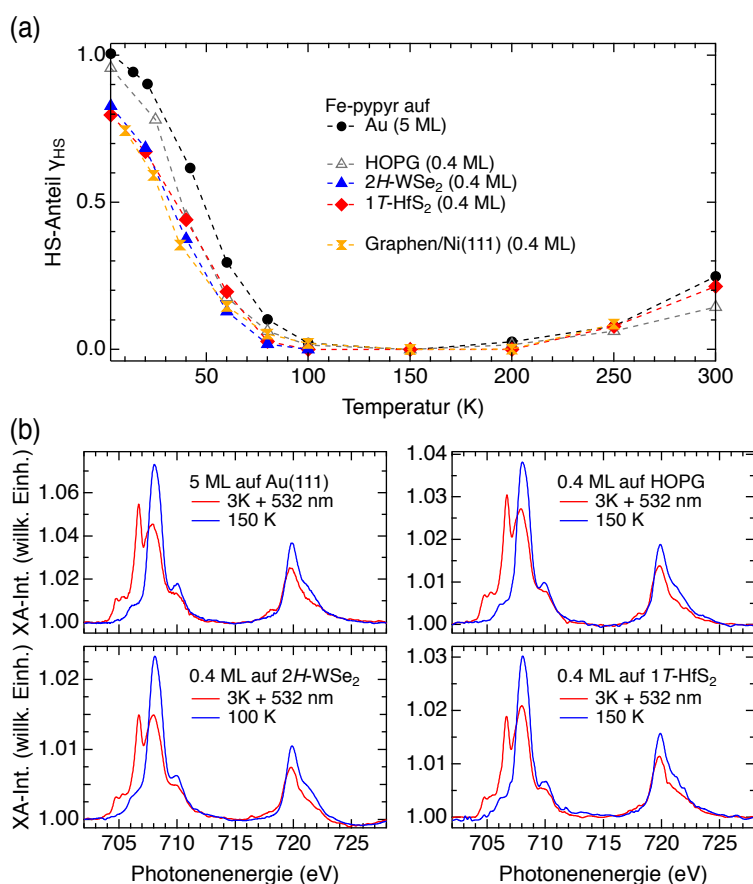 (a)
1.0
0.5
0.0
HS-Anteil γHS
Fe-pypyr auf
Au (5 ML)
HOPG (0.4 ML)
2H-WSe2 (0.4 ML)
1T-HfS2 (0.4 ML)
Graphen/Ni(111) (0.4 ML)
50 100 150 200 250 300
Temperatur (K)
(b)
XA-Int. (willk. Einh.)
1.06
1.04
1.02
1.00
5 ML auf Au(111)
3K + 532 nm
150 K
1.04
1.03
1.02
1.01
1.00
0.4 ML auf HOPG
3K + 532 nm
150 K
XA-Int. (willk. Einh.)
1.02
1.01
1.00
0.4 ML auf 2H-WSe2
3K + 532 nm
100 K
1.03
1.02
1.01
1.00
0.4 ML auf 1T-HfS2
3K + 532 nm
150 K
705 710 715 720 725
705 710 715 720 725
Photonenenergie (eV)
Photonenenergie (eV)